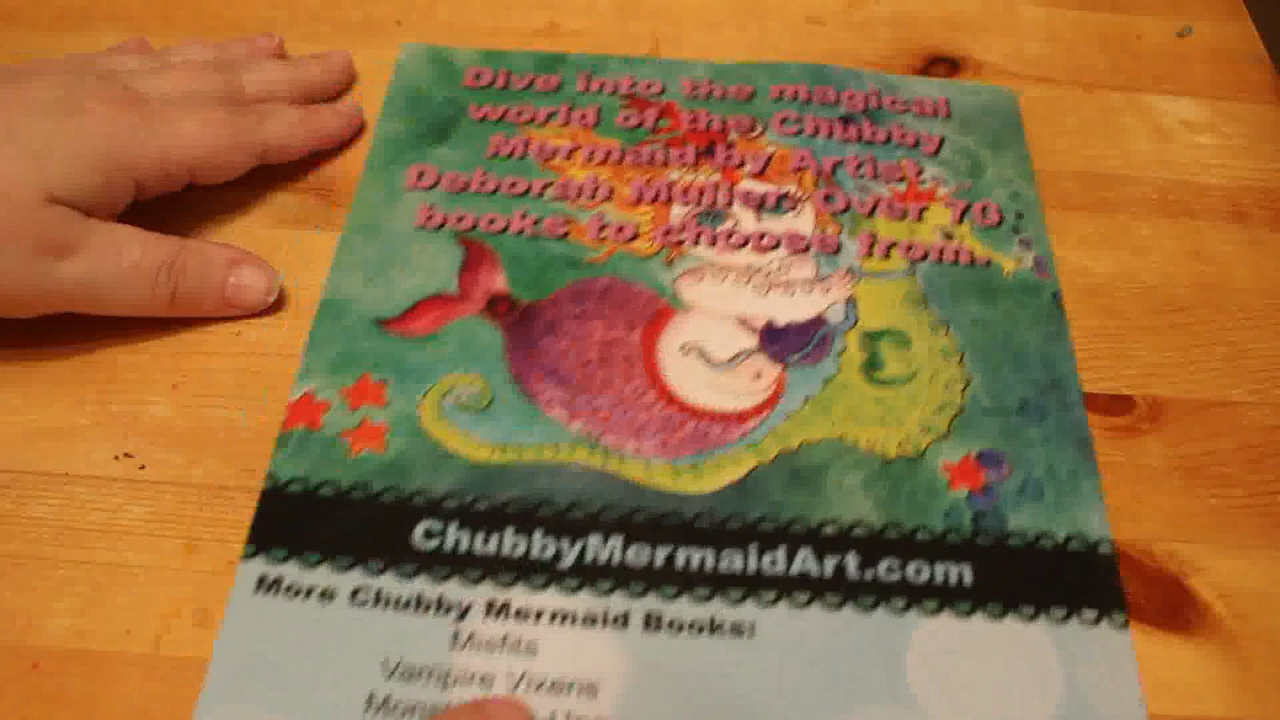 Dive into the magical
world of the Chubby
Mermaid by Artist
Deborah Muller. Over 70
books to choose from.
ChubbyMermaidArt.com
More Chubby Mermaid Books:
Misfits
Vampire Vixens